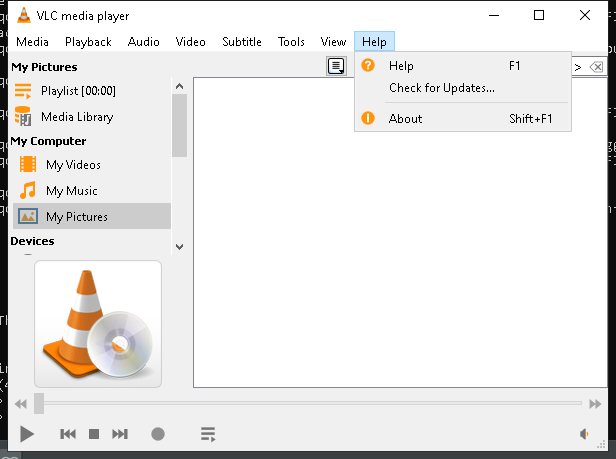 VLC media player
Media Playback Audio Video Subtitle Tools View Help
My Pictures
Playlist [00:00]
Media Library
My Computer
My Videos
My Music
My Pictures
Devices
Help F1
Check for Updates...
About Shift+F1
>